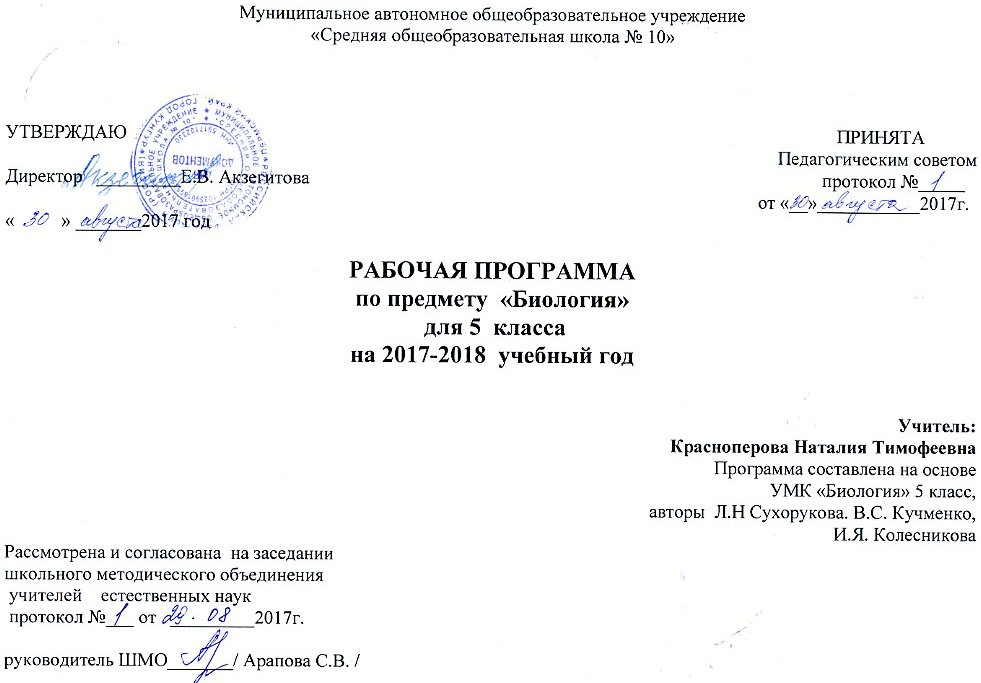 Муниципальное автономное общеобразовательное учреждение
«Средняя общеобразовательная школа № 10»
УТВЕРЖДАЮ
Директор Е.В. Акзегитова
« 30 » августа 2017 год
ПРИНЯТА
Педагогическим советом
протокол № 1
от «30» августа 2017г.
РАБОЧАЯ ПРОГРАММА
по предмету «Биология»
для 5 класса
на 2017-2018 учебный год
Учитель:
Красноперова Наталия Тимофеевна
Программа составлена на основе
УМК «Биология» 5 класс,
авторы Л.Н Сухорукова. В.С. Кучменко,
И.Я. Колесникова
Рассмотрена и согласована на заседании
школьного методического объединения
учителей естественных наук
протокол № 1 от 29. 08 2017г.
руководитель ШМО / Арапова С.В. /